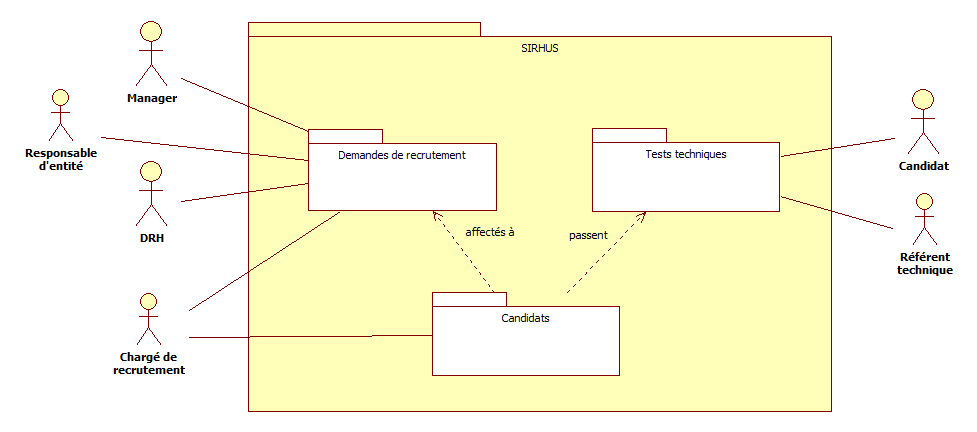 SIRHUS
Manager
Responsable
d'entité
DRH
Chargé de
recrutement
Demandes de recrutement
Tests techniques
affectés à
passent
Candidats
Candidat
Référent
technique